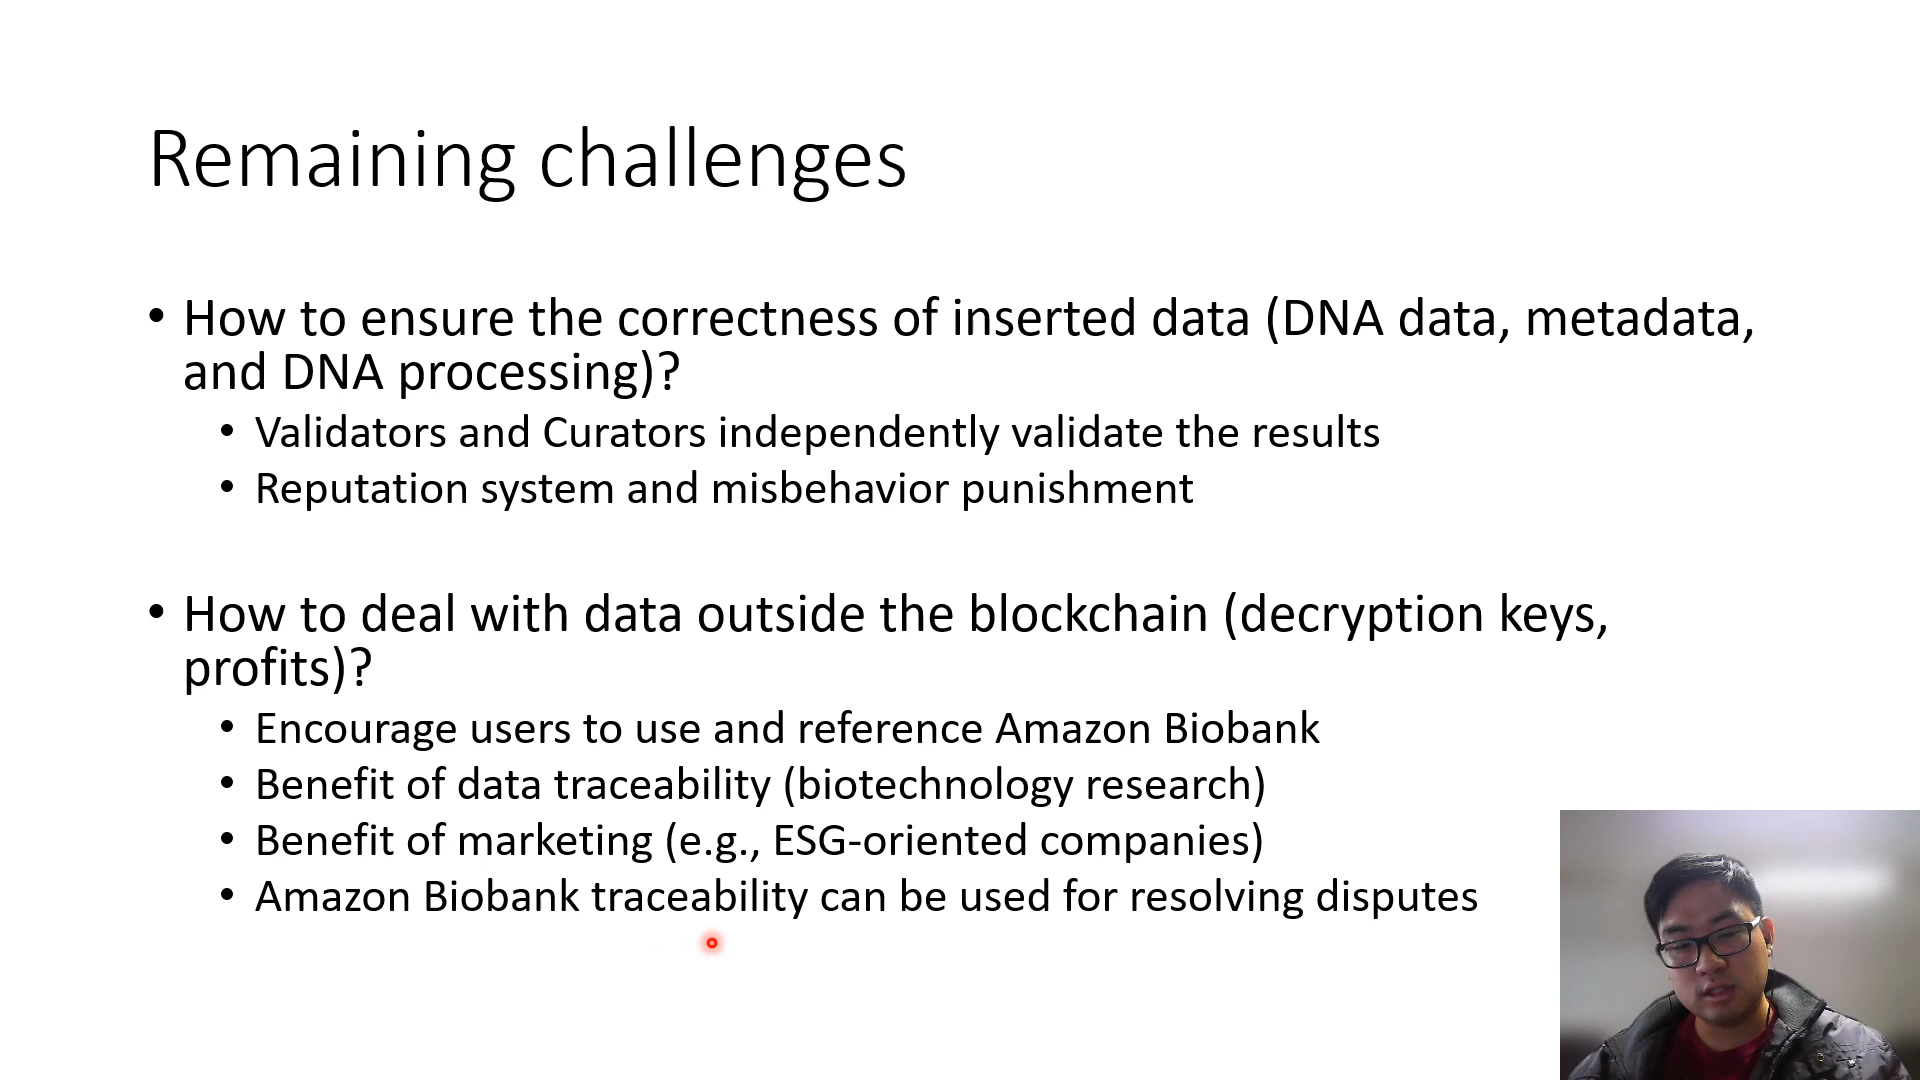 Remaining challenges
• How to ensure the correctness of inserted data (DNA data, metadata,
and DNA processing)?
• Validators and Curators independently validate the results
• Reputation system and misbehavior punishment
• How to deal with data outside the blockchain (decryption keys,
profits)?
• Encourage users to use and reference Amazon Biobank
• Benefit of data traceability (biotechnology research)
• Benefit of marketing (e.g., ESG-oriented companies)
• Amazon Biobank traceability can be used for resolving disputes